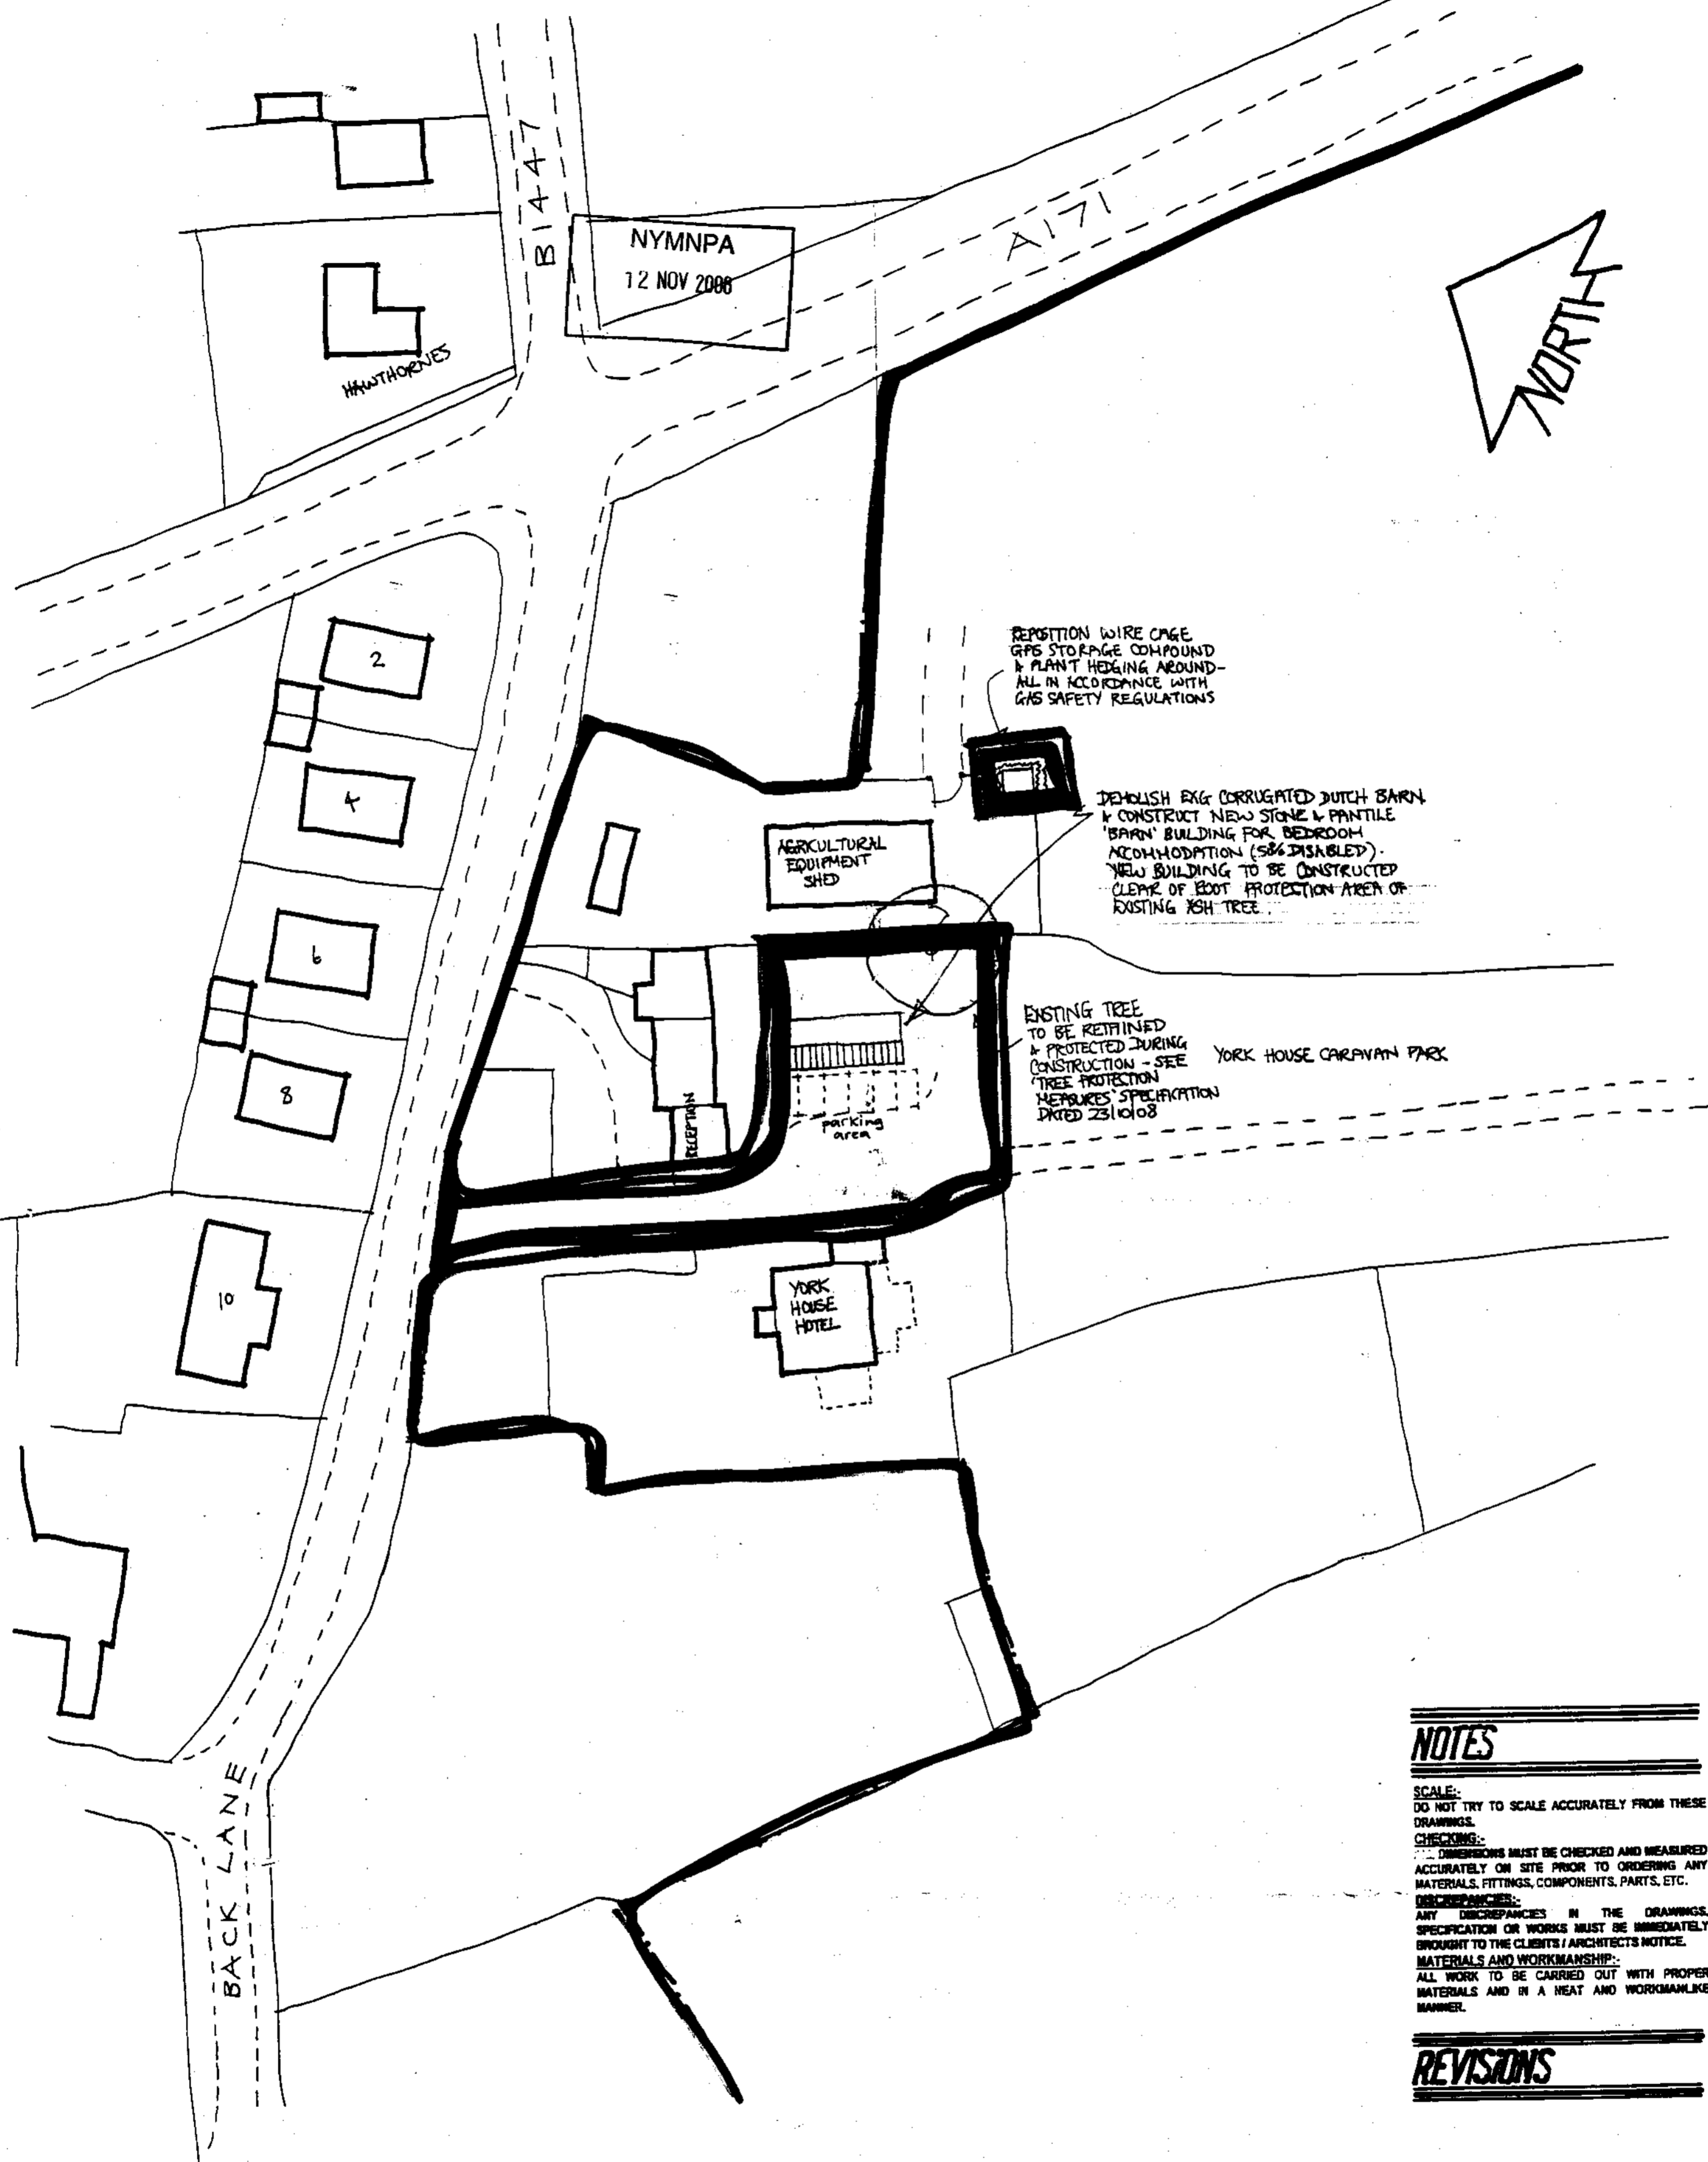 B1447
NYMNPA
12 NOV 2008
A171
NORTH
HAWTHORNES
2
4
6
8
10
REPOSITION WIRE CAGE
GAS STORAGE COMPOUND
& PLANT HEDGING AROUND-
ALL IN ACCORDANCE WITH
GAS SAFETY REGULATIONS
DEMOLISH EXG CORRUGATED DUTCH BARN
& CONSTRUCT NEW STONE & PANTILE
'BARN' BUILDING FOR BEDROOM
ACCOMMODATION (58% DISABLED).
NEW BUILDING TO BE CONSTRUCTED
CLEAR OF ROOT PROTECTION AREA OF
EXISTING ASH TREE.
AGRICULTURAL
EQUIPMENT
SHED
EXISTING TREE
TO BE RETAINED
& PROTECTED DURING
CONSTRUCTION - SEE
'TREE PROTECTION
MEASURES' SPECIFICATION
DATED 23/10/08
YORK HOUSE CARAVAN PARK
RECEPTION
parking
area
YORK
HOUSE
HOTEL
BACK LANE
NOTES
SCALE:-
DO NOT TRY TO SCALE ACCURATELY FROM THESE
DRAWINGS.
CHECKING:-
DIMENSIONS MUST BE CHECKED AND MEASURED
ACCURATELY ON SITE PRIOR TO ORDERING ANY
MATERIALS, FITTINGS, COMPONENTS, PARTS, ETC.
DISCREPANCIES:-
ANY DISCREPANCIES IN THE DRAWINGS,
SPECIFICATION OR WORKS MUST BE IMMEDIATELY
BROUGHT TO THE CLIENTS / ARCHITECTS NOTICE.
MATERIALS AND WORKMANSHIP:-
ALL WORK TO BE CARRIED OUT WITH PROPER
MATERIALS AND IN A NEAT AND WORKMANLIKE
MANNER.
REVISIONS